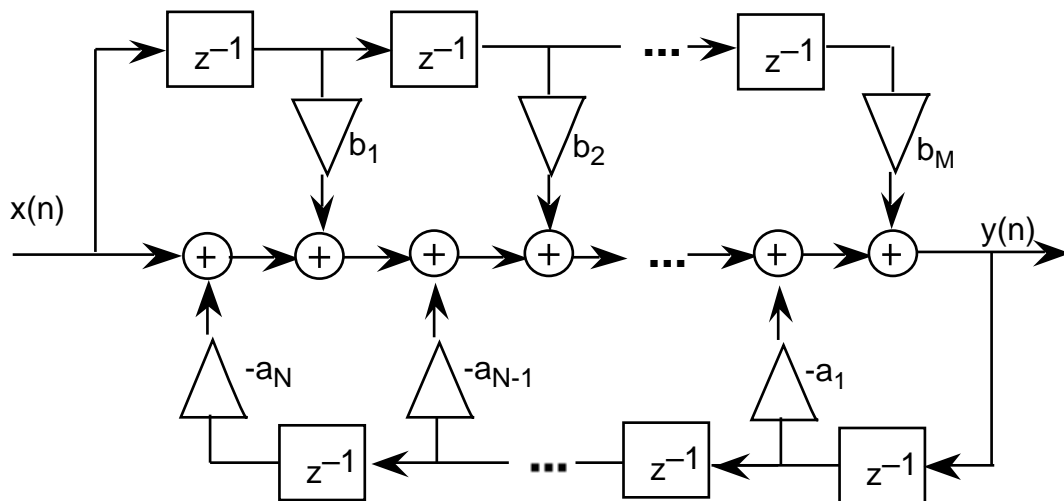 z⁻¹ z⁻¹ ... z⁻¹
b₁ b₂ b_M
x(n) y(n)
+ + + + ... + +
-a_N -a_{N-1} -a₁
z⁻¹ ... z⁻¹ z⁻¹